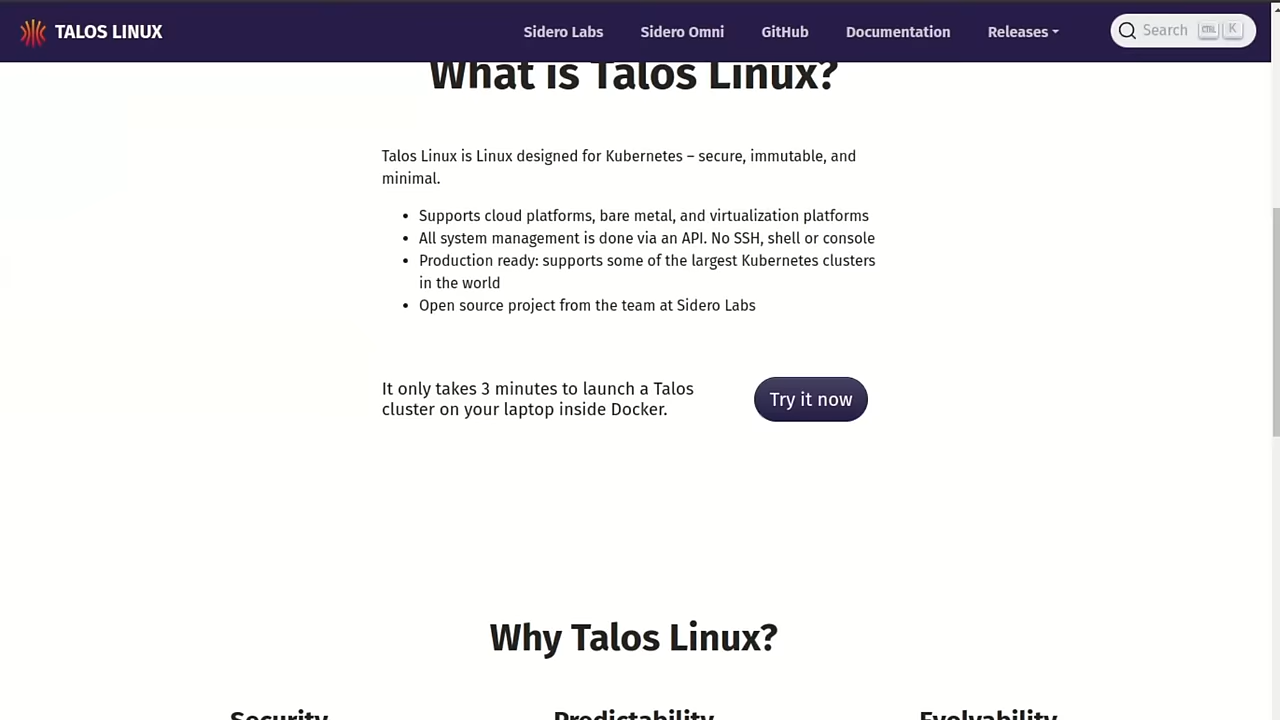 TALOS LINUX
Sidero Labs
Sidero Omni
GitHub
Documentation
Releases
Search
CTRL
K
What is Talos Linux?
Talos Linux is Linux designed for Kubernetes – secure, immutable, and
minimal.
• Supports cloud platforms, bare metal, and virtualization platforms
• All system management is done via an API. No SSH, shell or console
• Production ready: supports some of the largest Kubernetes clusters
in the world
• Open source project from the team at Sidero Labs
It only takes 3 minutes to launch a Talos
cluster on your laptop inside Docker.
Try it now
Why Talos Linux?
Security
Predictability
Evolvability